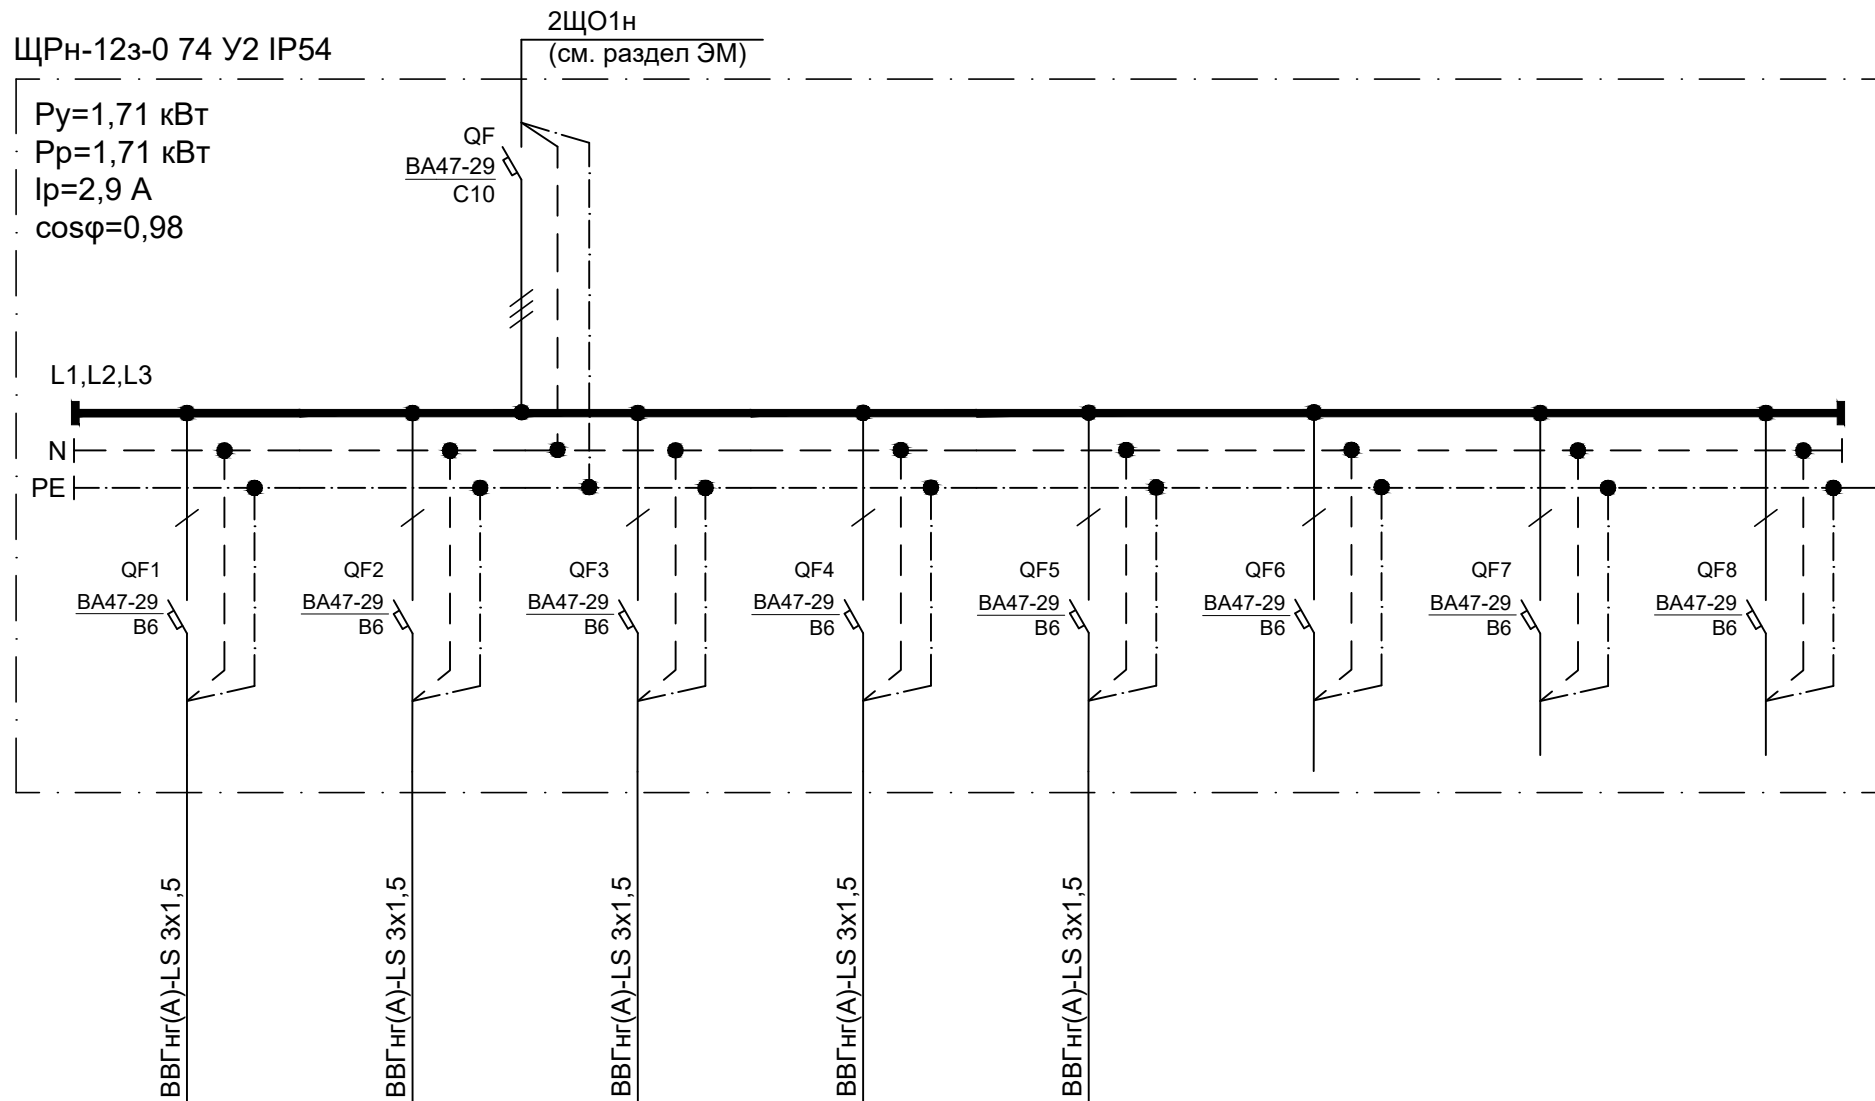 2ЩО1н
(см. раздел ЭМ)
ЩРн-12з-0 74 У2 IP54
Ру=1,71 кВт
Рр=1,71 кВт
Iр=2,9 А
cosφ=0,98
QF
ВА47-29
С10
L1,L2,L3
N
PE
QF1
ВА47-29
В6
QF2
ВА47-29
В6
QF3
ВА47-29
В6
QF4
ВА47-29
В6
QF5
ВА47-29
В6
QF6
ВА47-29
В6
QF7
ВА47-29
В6
QF8
ВА47-29
В6
ВВГнг(А)-LS 3х1,5
ВВГнг(А)-LS 3х1,5
ВВГнг(А)-LS 3х1,5
ВВГнг(А)-LS 3х1,5
ВВГнг(А)-LS 3х1,5